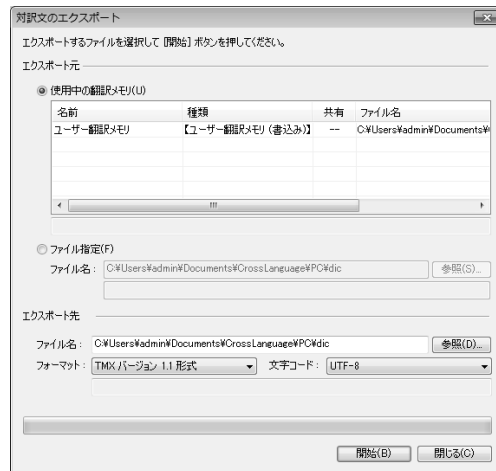 対訳文のエクスポート
エクスポートするファイルを選択して [開始] ボタンを押してください。
エクスポート元
使用中の翻訳メモリ(U)
名前 種類 共有 ファイル名
ユーザー翻訳メモリ 【ユーザー翻訳メモリ (書込み)】 -- C:¥Users¥admin¥Documents¥
ファイル指定(F)
ファイル名 : C:¥Users¥admin¥Documents¥CrossLanguage¥PC¥dic 参照(S)...
エクスポート先
ファイル名 : C:¥Users¥admin¥Documents¥CrossLanguage¥PC¥dic 参照(D)...
フォーマット : TMX バージョン 1.1 形式 文字コード : UTF-8
開始(B) 閉じる(C)